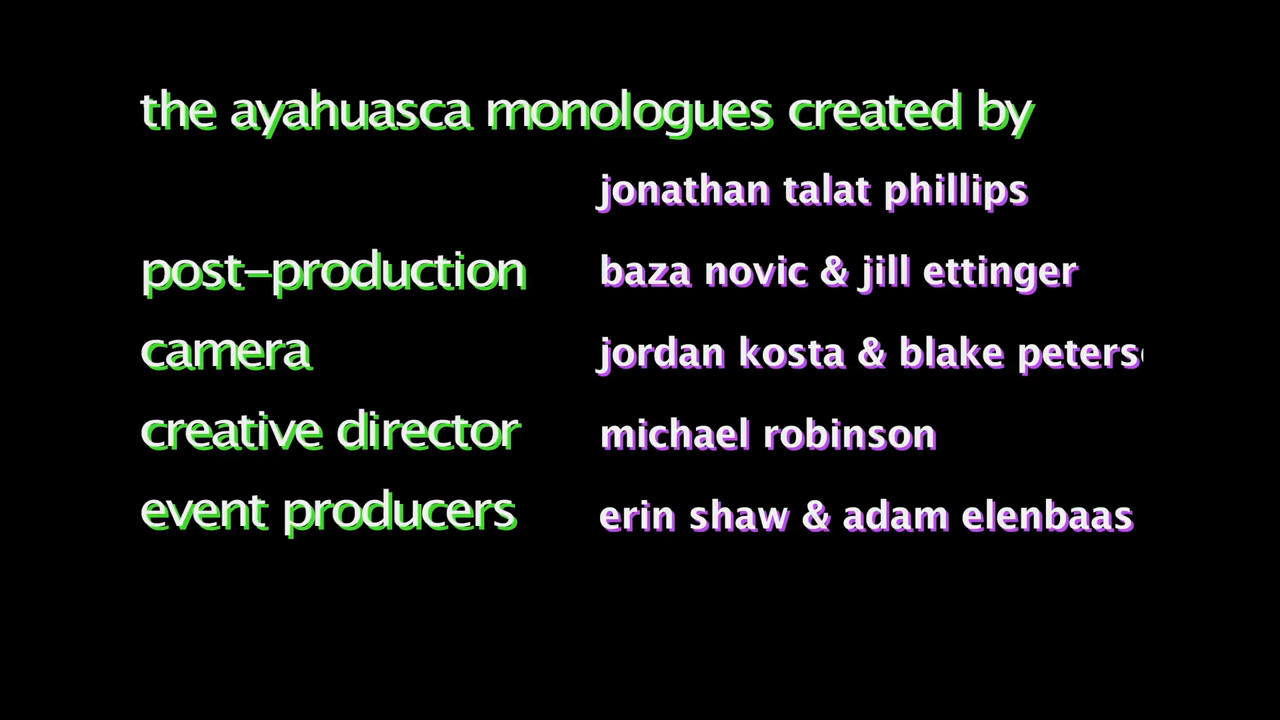 the ayahuasca monologues created by
jonathan talat phillips
post-production baza novic & jill ettinger
camera jordan kosta & blake
creative director michael robinson
event producers erin shaw & adam elenbaas